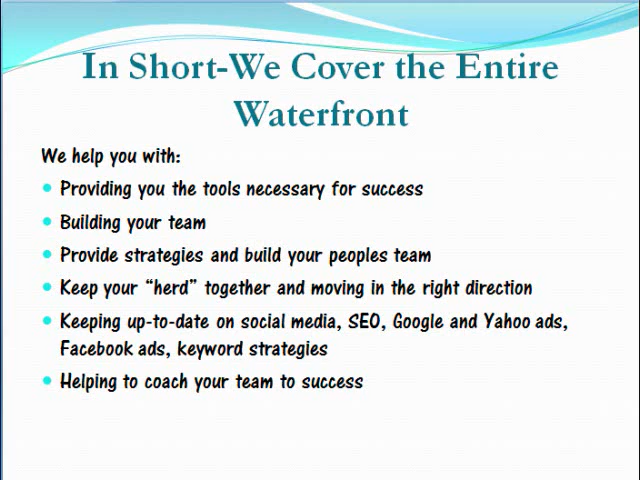 In Short-We Cover the Entire
Waterfront
We help you with:
Providing you the tools necessary for success
Building your team
Provide strategies and build your peoples team
Keep your “herd” together and moving in the right direction
Keeping up-to-date on social media, SEO, Google and Yahoo ads,
Facebook ads, keyword strategies
Helping to coach your team to success